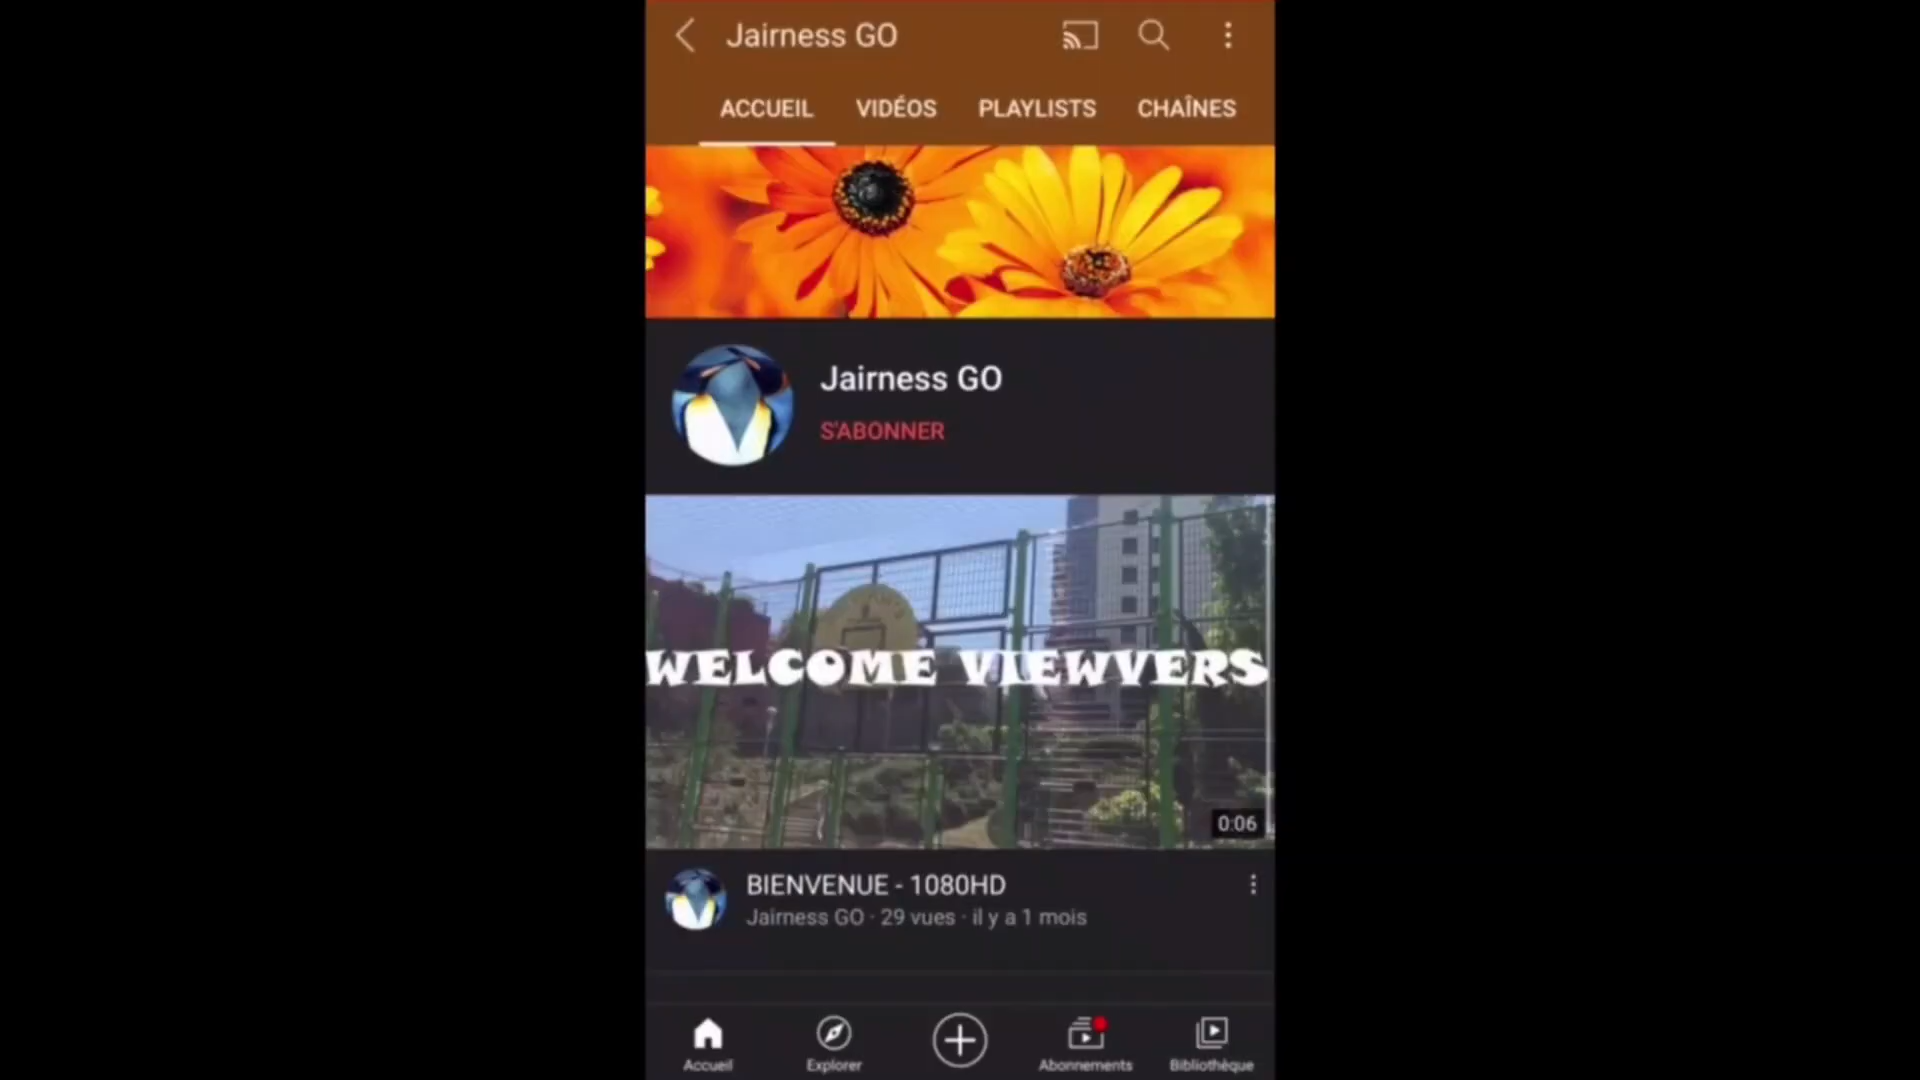 Jairness GO
ACCUEIL VIDÉOS PLAYLISTS CHAÎNES
Jairness GO
S'ABONNER
WELCOME VIEWVERS
0:06
BIENVENUE - 1080HD
Jairness GO · 29 vues · il y a 1 mois
Accueil Explorer Abonnements Bibliothèque